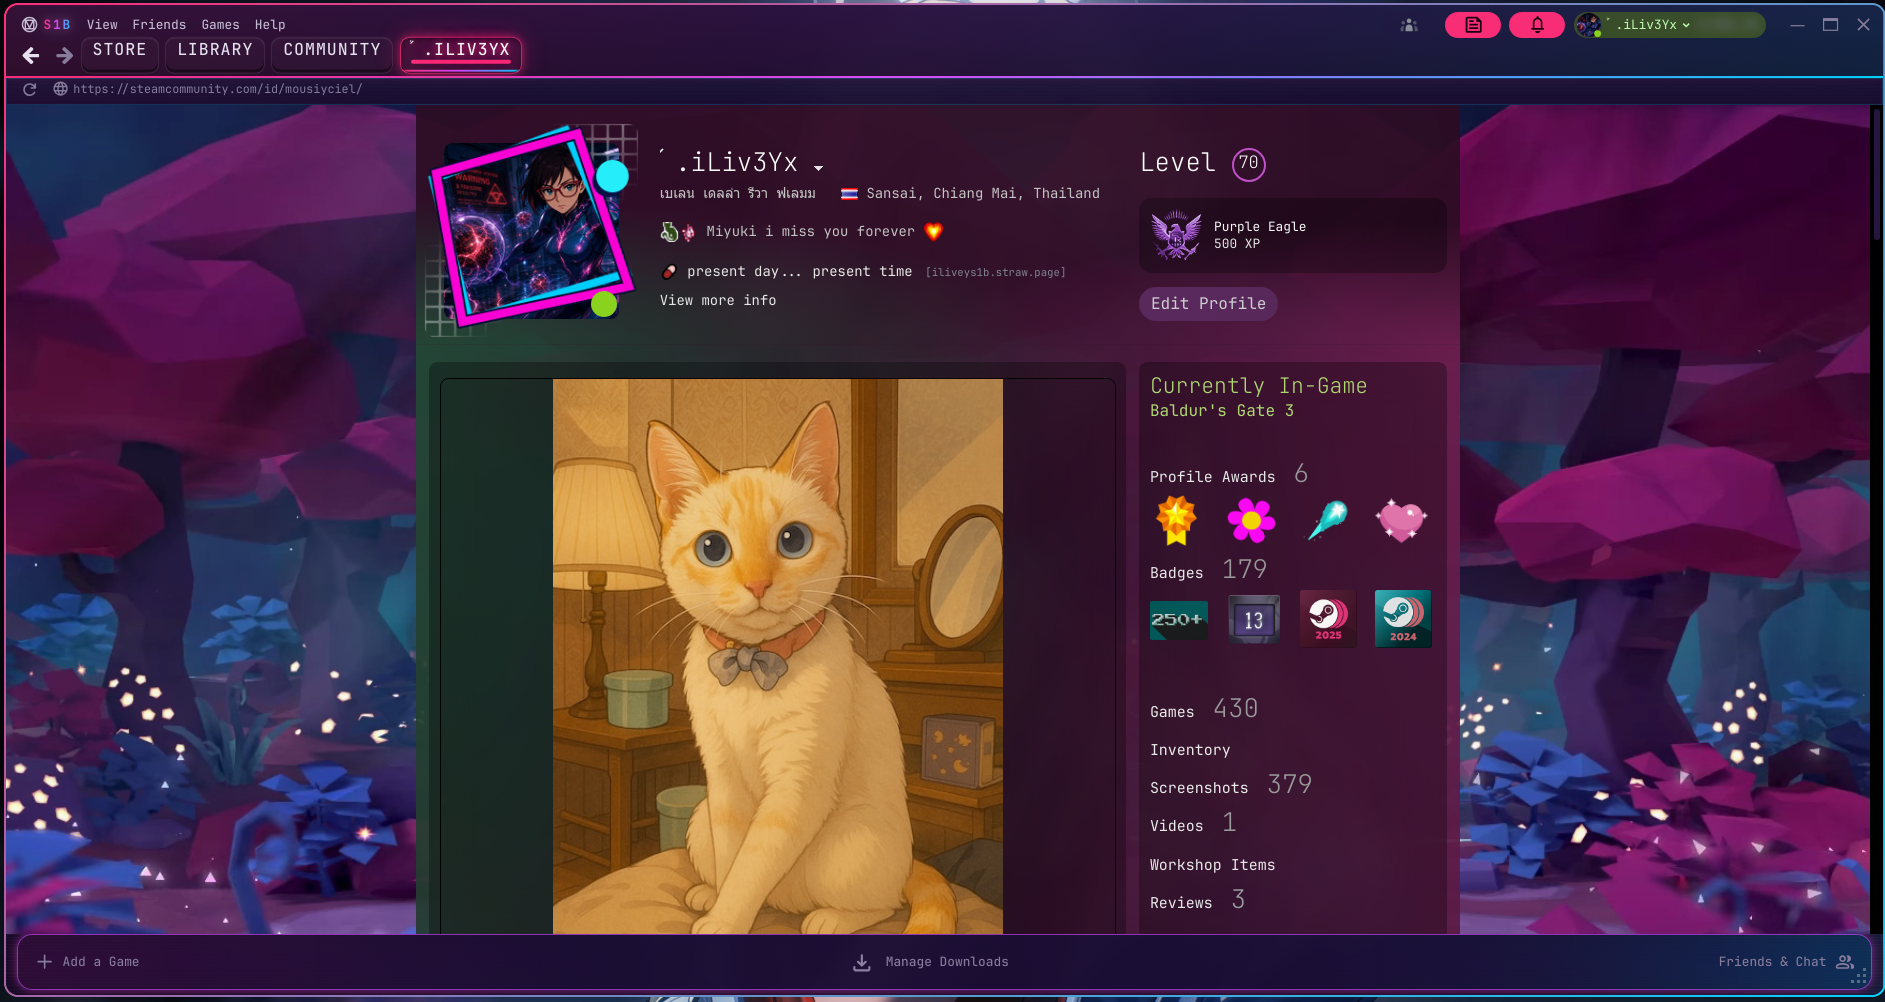 S1B View Friends Games Help
´ .iLiv3Yx
STORE LIBRARY COMMUNITY ´ .ILIV3YX
https://steamcommunity.com/id/mousiyciel/
´ .iLiv3Yx
เบเลน เดลล่า รีวา ฟเลมม Sansai, Chiang Mai, Thailand
Miyuki i miss you forever
present day... present time [iliveys1b.straw.page]
View more info
WARNING
Level 70
Purple Eagle
500 XP
Edit Profile
Currently In-Game
Baldur's Gate 3
Profile Awards 6
Badges 179
250+ 13 2025 2024
Games 430
Inventory
Screenshots 379
Videos 1
Workshop Items
Reviews 3
Add a Game Manage Downloads Friends & Chat